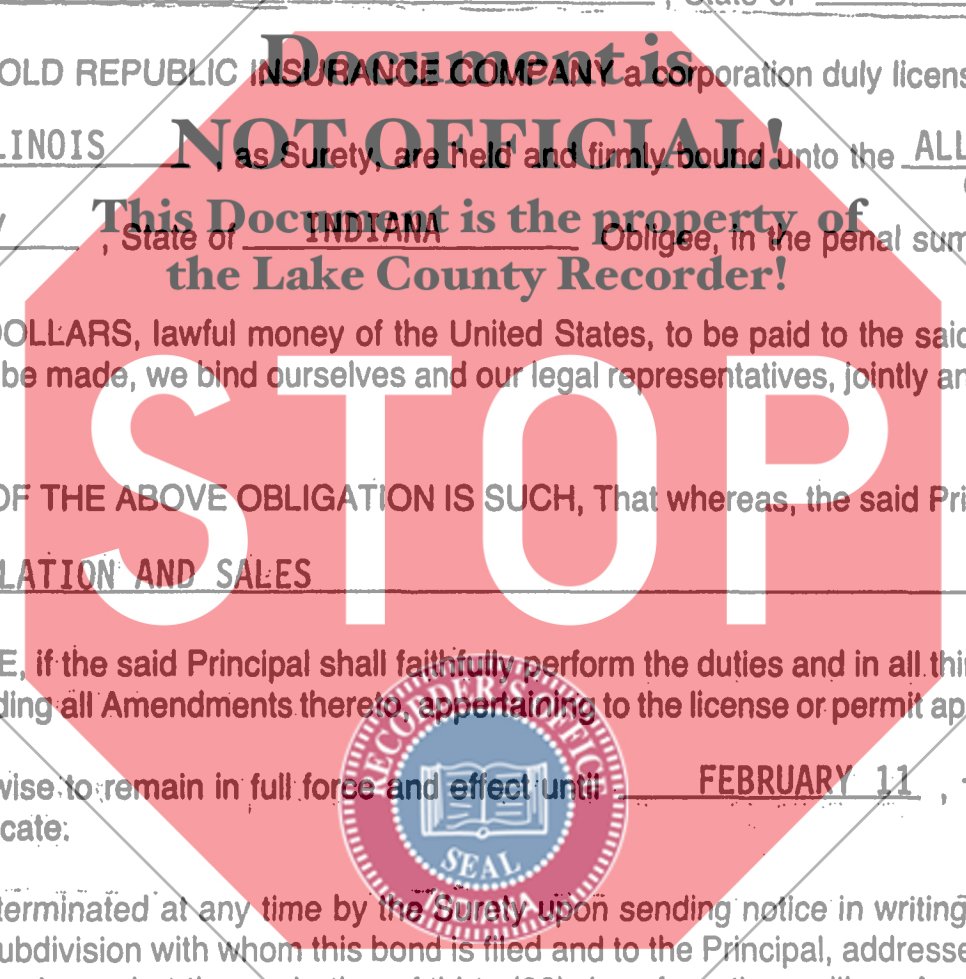 , State of
Document is
OLD REPUBLIC INSURANCE COMPANY a corporation duly licens
NOT OFFICIAL!
LINOIS , as Surety, are held and firmly bound unto the ALL
This Document is the property of
, State of INDIANA Obligee, in the penal sum
the Lake County Recorder!
DOLLARS, lawful money of the United States, to be paid to the said
be made, we bind ourselves and our legal representatives, jointly an
STOP
OF THE ABOVE OBLIGATION IS SUCH, That whereas, the said Pri
LATION AND SALES
E, if the said Principal shall faithfully perform the duties and in all thi
ding all Amendments thereto, appertaining to the license or permit ap
RECORDER'S OFFICE
wise to remain in full force and effect until FEBRUARY 11 ,
cate:
SEAL
terminated at any time by the Surety upon sending notice in writing
INDIANA
ubdivision with whom this bond is filed and to the Principal, addresse